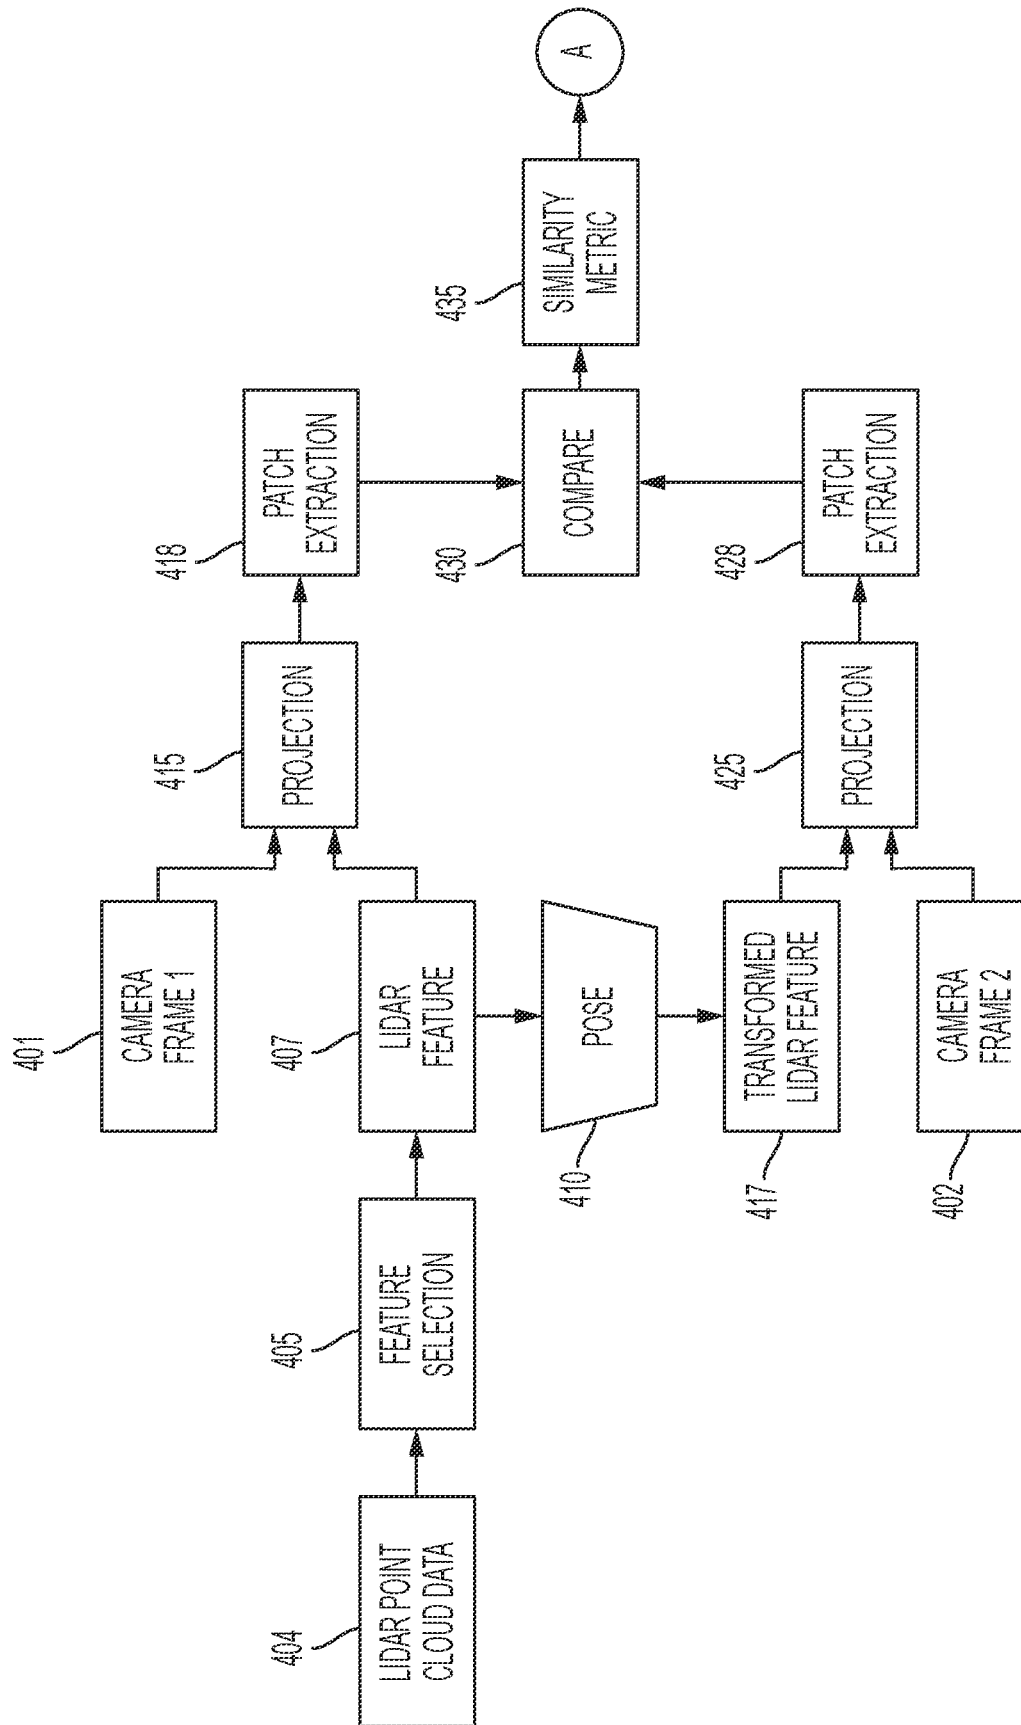 404
LIDAR POINT
CLOUD DATA
405
FEATURE
SELECTION
401
CAMERA
FRAME 1
407
LIDAR
FEATURE
410
POSE
417
TRANSFORMED
LIDAR FEATURE
402
CAMERA
FRAME 2
415
PROJECTION
425
PROJECTION
418
PATCH
EXTRACTION
430
COMPARE
428
PATCH
EXTRACTION
435
SIMILARITY
METRIC
A